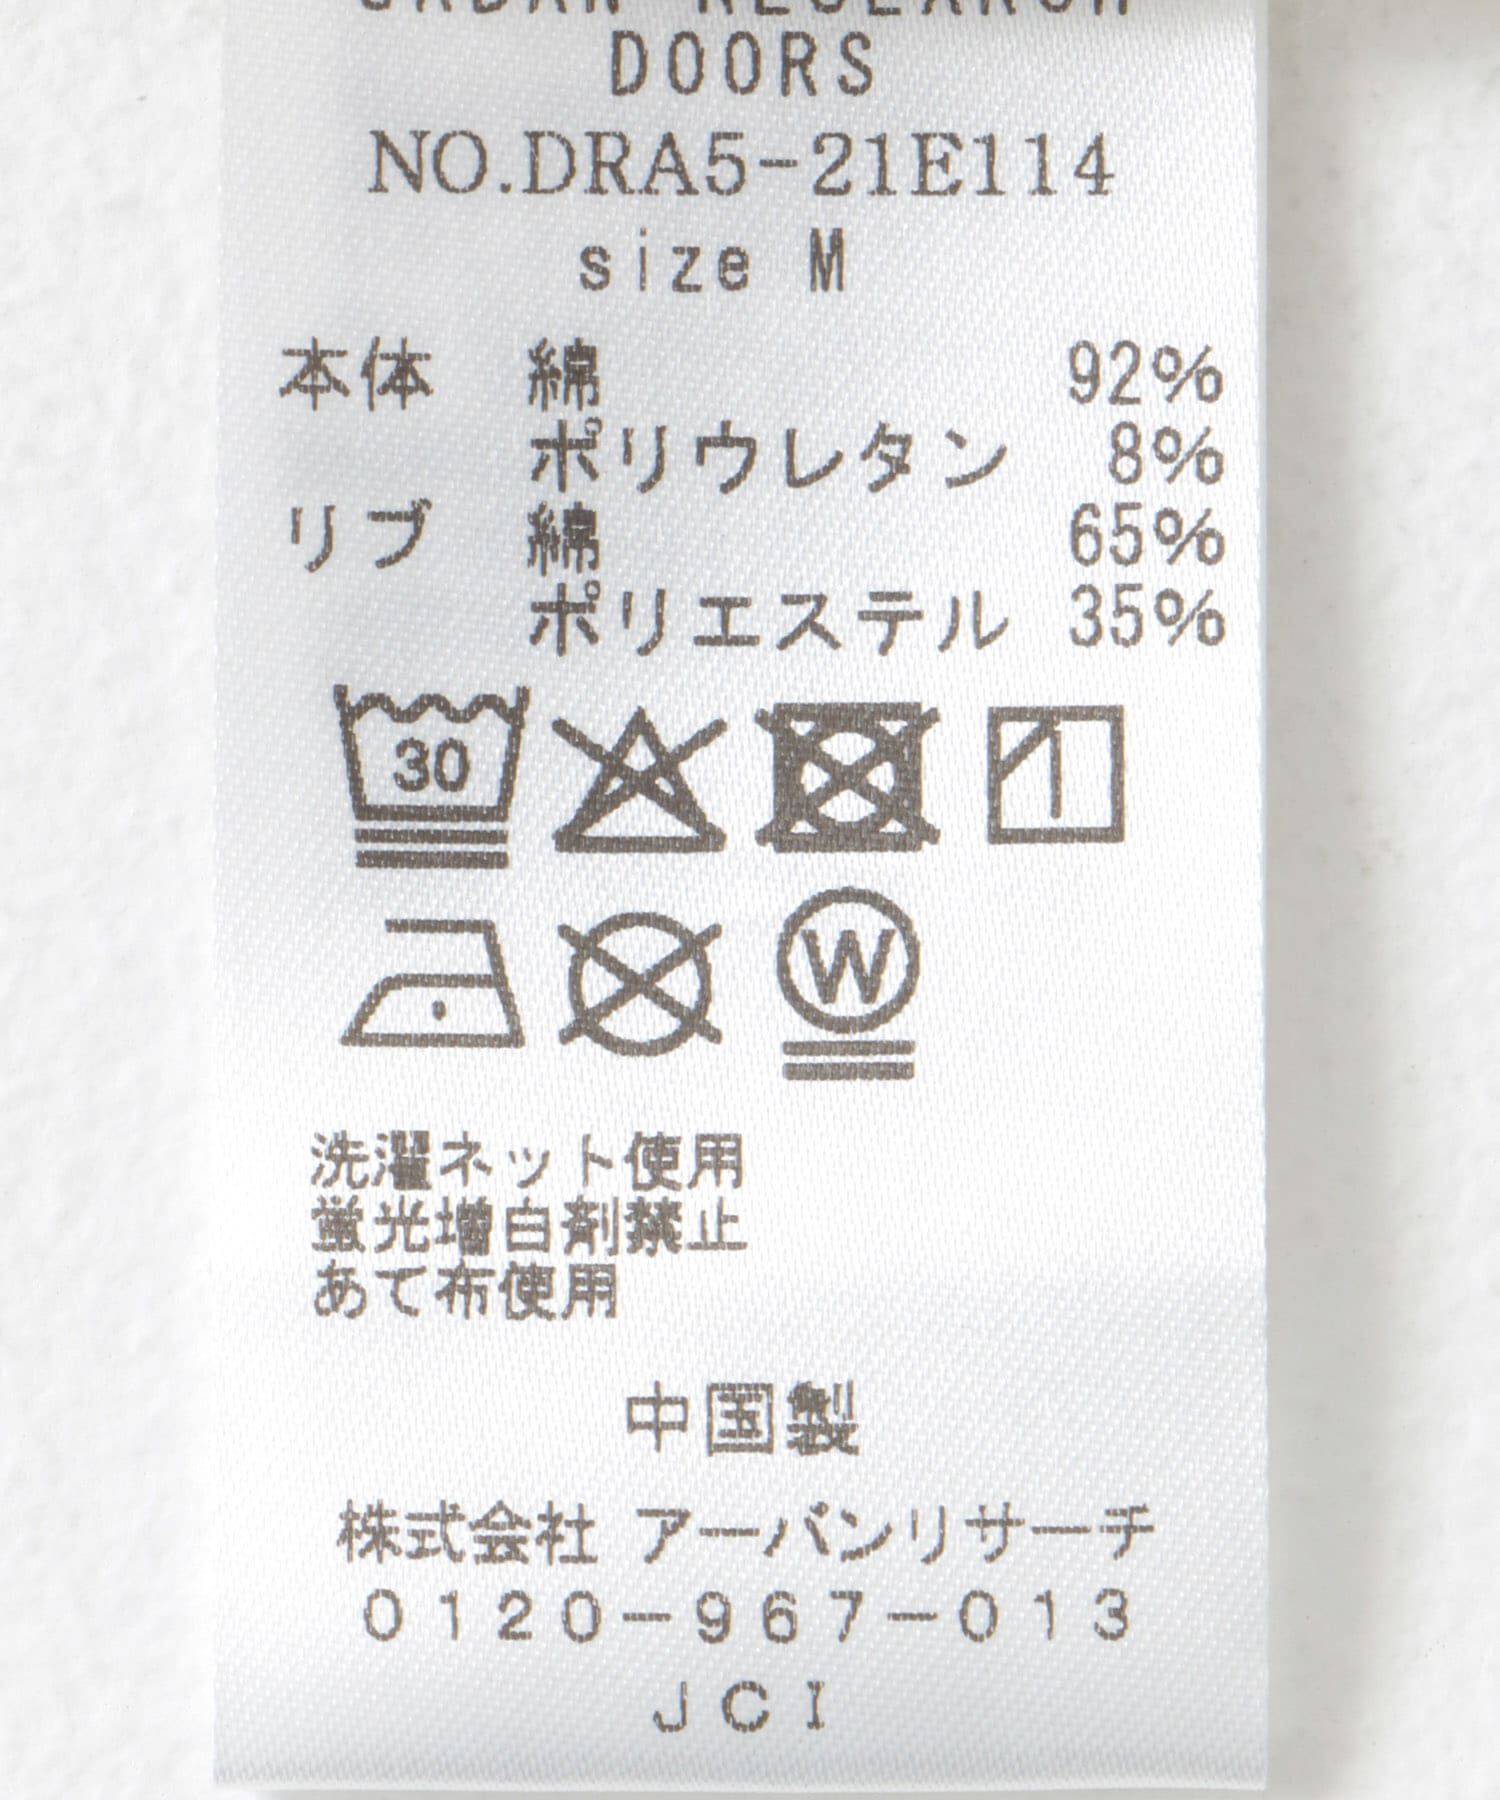 URBAN RESEARCH
DOORS
NO.DRA5-21E114
size M
本体 綿 92%
ポリウレタン 8%
リブ 綿 65%
ポリエステル 35%
30
W
洗濯ネット使用
蛍光増白剤禁止
あて布使用
中国製
株式会社 アーバンリサーチ
0120-967-013
JCI